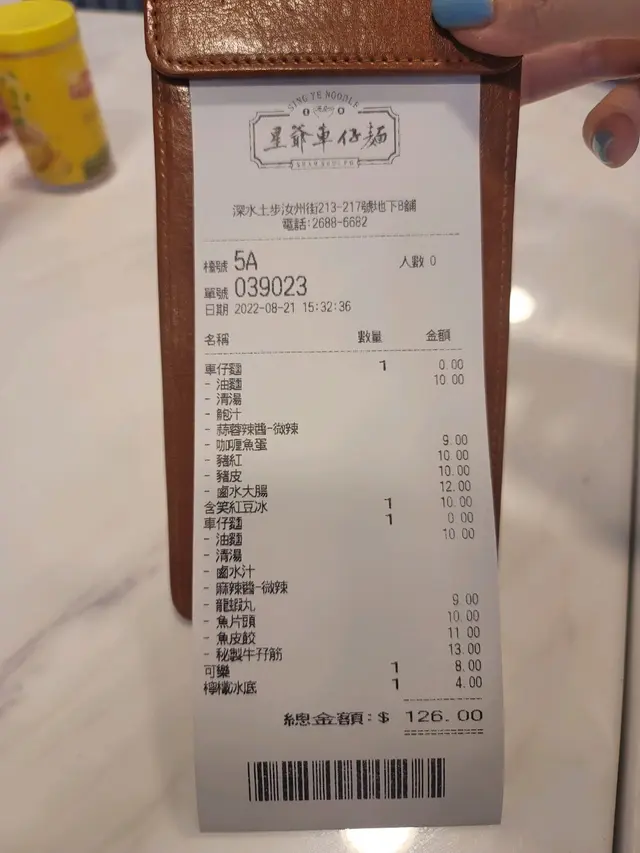 SING YE NOODLE
星爺車仔麵
深水土步汝州街213-217號地下B舖
電話:2688-6682
檯號 5A 人數 0
單號 039023
日期 2022-08-21 15:32:36
名稱 數量 金額
車仔麵 1 0.00
- 油麵 10.00
- 清湯
- 鮑汁
- 蒜蓉辣醬-微辣
- 咖喱魚蛋 9.00
- 豬紅 10.00
- 豬皮 10.00
- 鹵水大腸 12.00
含笑紅豆冰 1 10.00
車仔麵 1 0.00
- 油麵 10.00
- 清湯
- 鹵水汁
- 麻辣醬-微辣
- 龍蝦丸 9.00
- 魚片頭 10.00
- 魚皮餃 11.00
- 秘製牛孖筋 13.00
可樂 1 8.00
檸檬冰底 1 4.00
總金額:$ 126.00